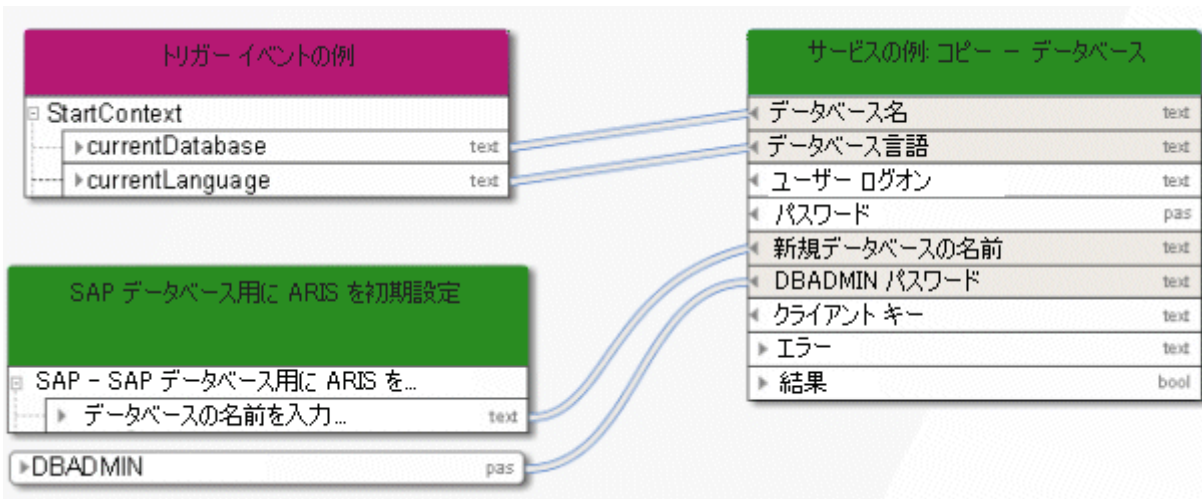 トリガー イベントの例
StartContext
currentDatabase text
currentLanguage text
SAP データベース用に ARIS を初期設定
SAP - SAP データベース用に ARIS を...
データベースの名前を入力... text
DBADMIN pas
サービスの例: コピー - データベース
データベース名 text
データベース言語 text
ユーザー ログオン text
パスワード pas
新規データベースの名前 text
DBADMIN パスワード text
クライアント キー text
エラー text
結果 bool